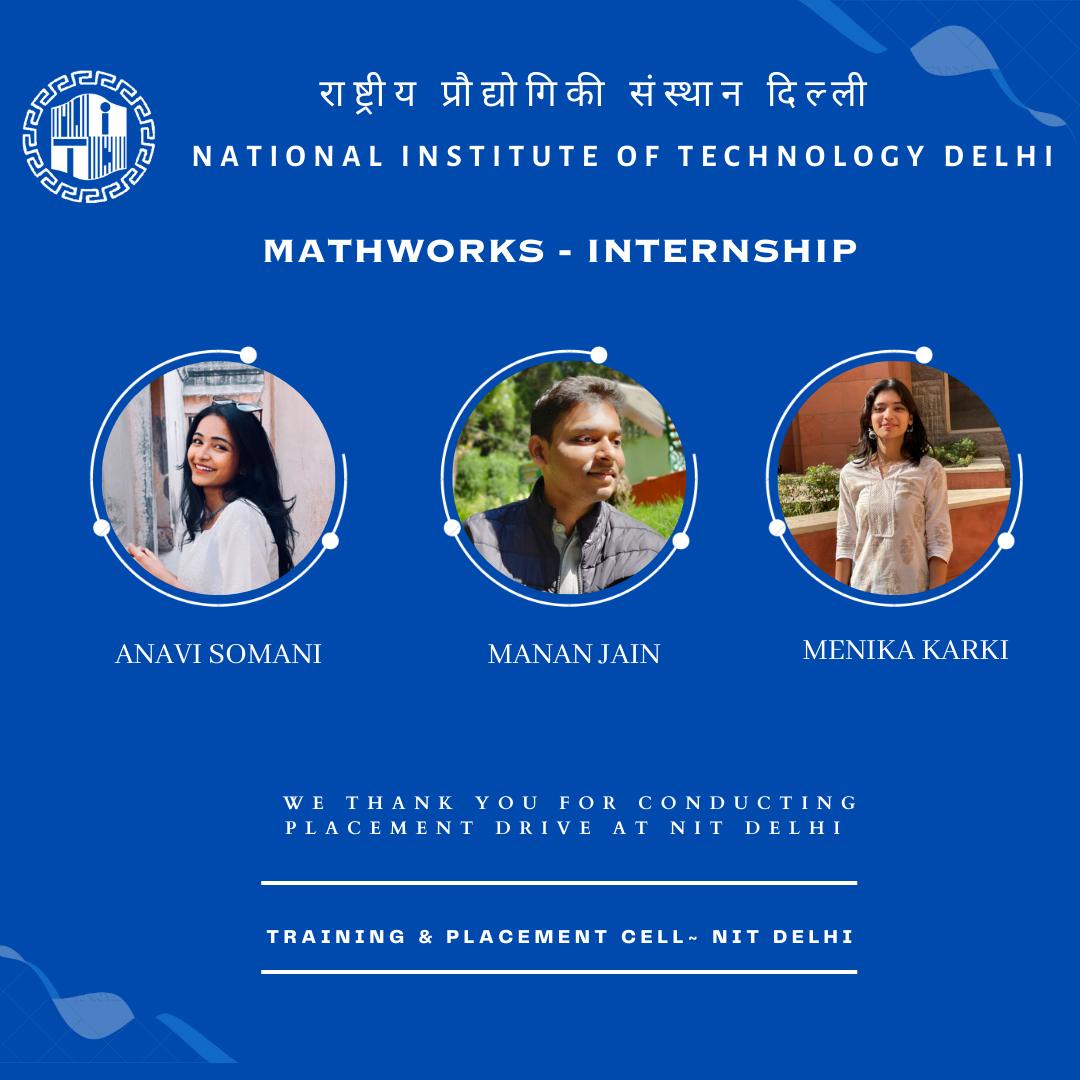 राष्ट्रीय प्रौद्योगिकी संस्थान दिल्ली
NATIONAL INSTITUTE OF TECHNOLOGY DELHI
MATHWORKS - INTERNSHIP
ANAVI SOMANI
MANAN JAIN
MENIKA KARKI
WE THANK YOU FOR CONDUCTING
PLACEMENT DRIVE AT NIT DELHI
TRAINING & PLACEMENT CELL~ NIT DELHI